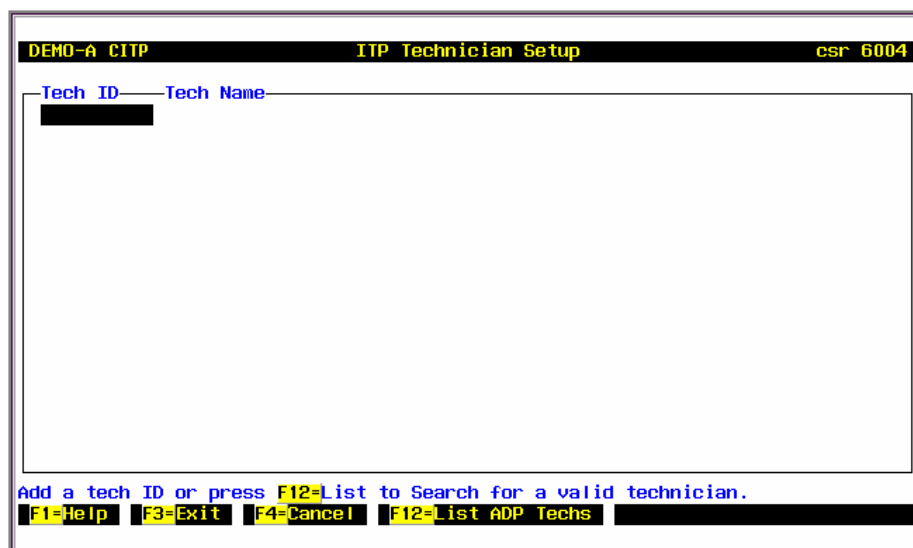 DEMO-A CITP ITP Technician Setup csr 6004
Tech ID Tech Name
Add a tech ID or press F12=List to Search for a valid technician.
F1=Help F3=Exit F4=Cancel F12=List ADP Techs